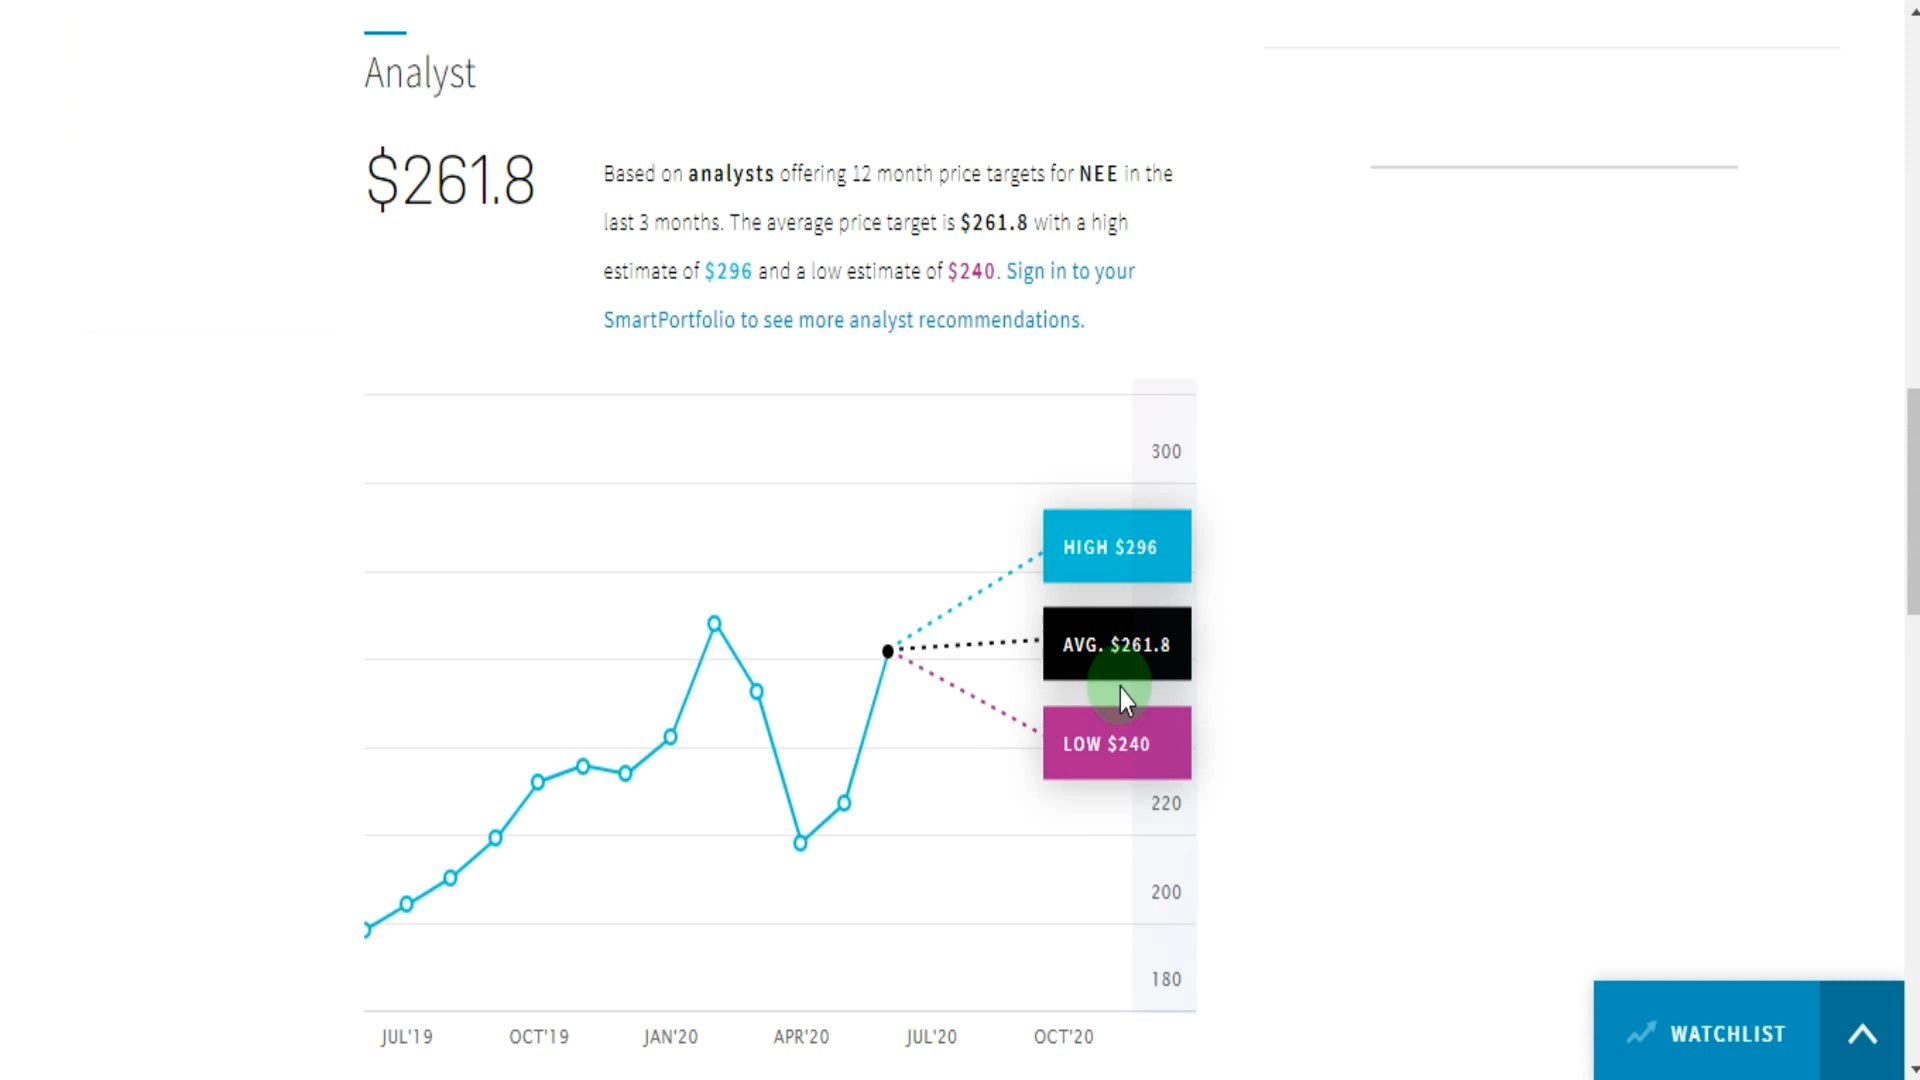 Analyst
$261.8
Based on analysts offering 12 month price targets for NEE in the
last 3 months. The average price target is $261.8 with a high
estimate of $296 and a low estimate of $240. Sign in to your
SmartPortfolio to see more analyst recommendations.
300
HIGH $296
AVG. $261.8
LOW $240
220
200
180
JUL'19 OCT'19 JAN'20 APR'20 JUL'20 OCT'20
WATCHLIST